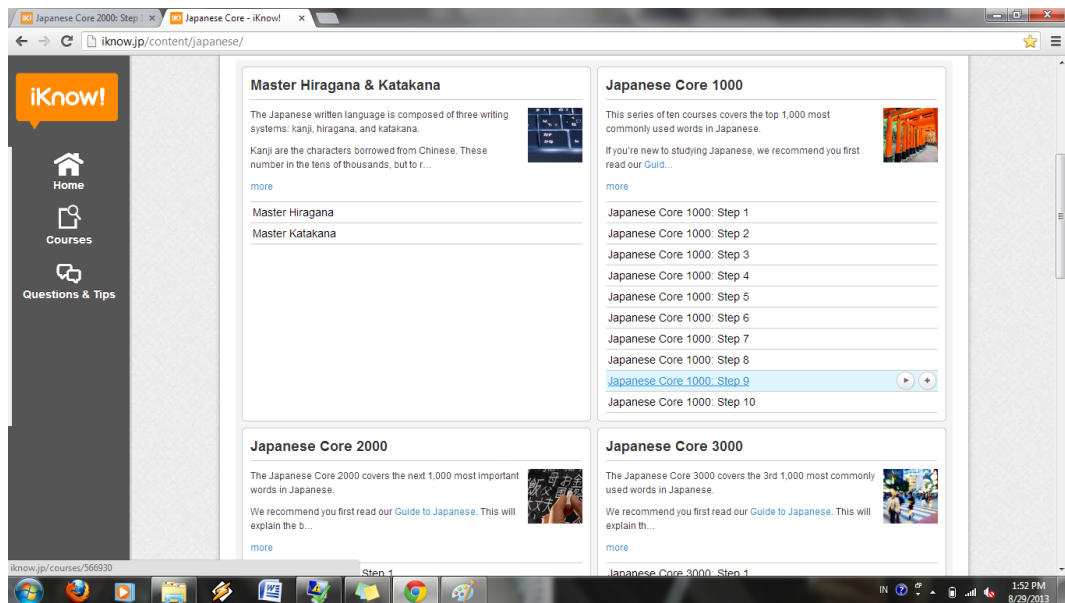 Japanese Core 2000: Step
Japanese Core - iKnow!
iknow.jp/content/japanese/
iKnow!
Home
Courses
Questions & Tips
Master Hiragana & Katakana
The Japanese written language is composed of three writing
systems: kanji, hiragana, and katakana.
Kanji are the characters borrowed from Chinese. These
number in the tens of thousands, but to r...
more
Master Hiragana
Master Katakana
Japanese Core 1000
This series of ten courses covers the top 1,000 most
commonly used words in Japanese.
If you're new to studying Japanese, we recommend you first
read our Guid...
more
Japanese Core 1000: Step 1
Japanese Core 1000: Step 2
Japanese Core 1000: Step 3
Japanese Core 1000: Step 4
Japanese Core 1000: Step 5
Japanese Core 1000: Step 6
Japanese Core 1000: Step 7
Japanese Core 1000: Step 8
Japanese Core 1000: Step 9
Japanese Core 1000: Step 10
Japanese Core 2000
The Japanese Core 2000 covers the next 1,000 most important
words in Japanese.
We recommend you first read our Guide to Japanese. This will
explain the b...
more
Step 1
Japanese Core 3000
The Japanese Core 3000 covers the 3rd 1,000 most commonly
used words in Japanese.
We recommend you first read our Guide to Japanese. This will
explain th...
more
Japanese Core 3000: Step 1
iknow.jp/courses/566930
IN
1:52 PM
8/29/2013